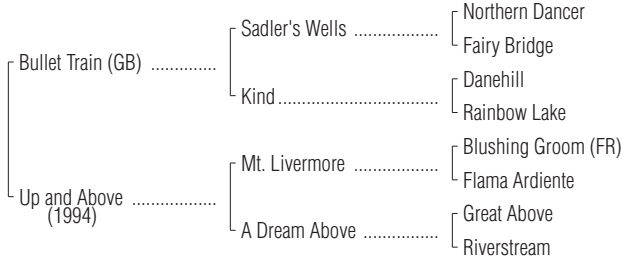 Northern Dancer
Sadler's Wells ..................
Fairy Bridge
Bullet Train (GB) ..............
Danehill
Kind..................................
Rainbow Lake
Blushing Groom (FR)
Mt. Livermore ..................
Flama Ardiente
Up and Above ..................
(1994)
Great Above
A Dream Above ................
Riverstream